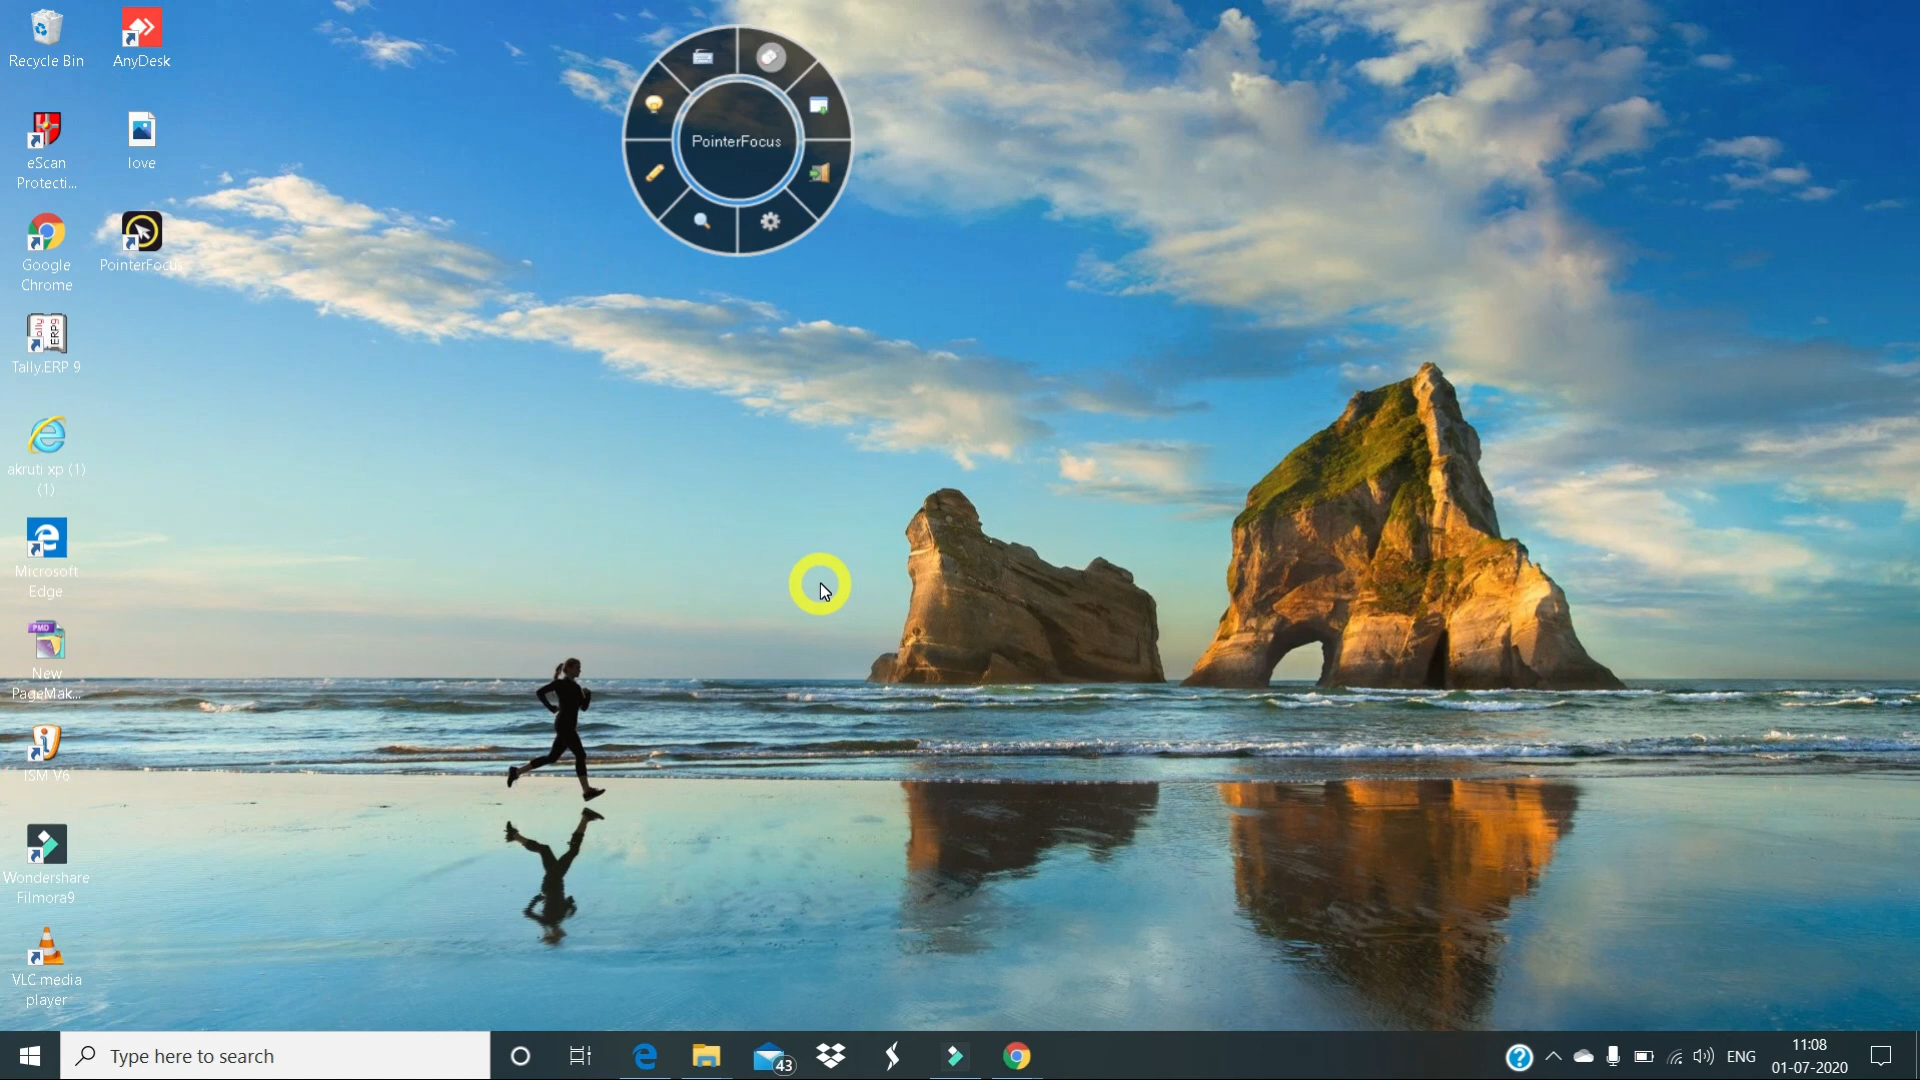 Recycle Bin
AnyDesk
eScan
Protecti...
love
Google
Chrome
PointerFocus
Tally.ERP 9
akruti xp (1)
(1)
Microsoft
Edge
PMD
New
PageMak...
ISM V6
Wondershare
Filmora9
VLC media
player
PointerFocus
Type here to search
43
ENG
11:08
01-07-2020